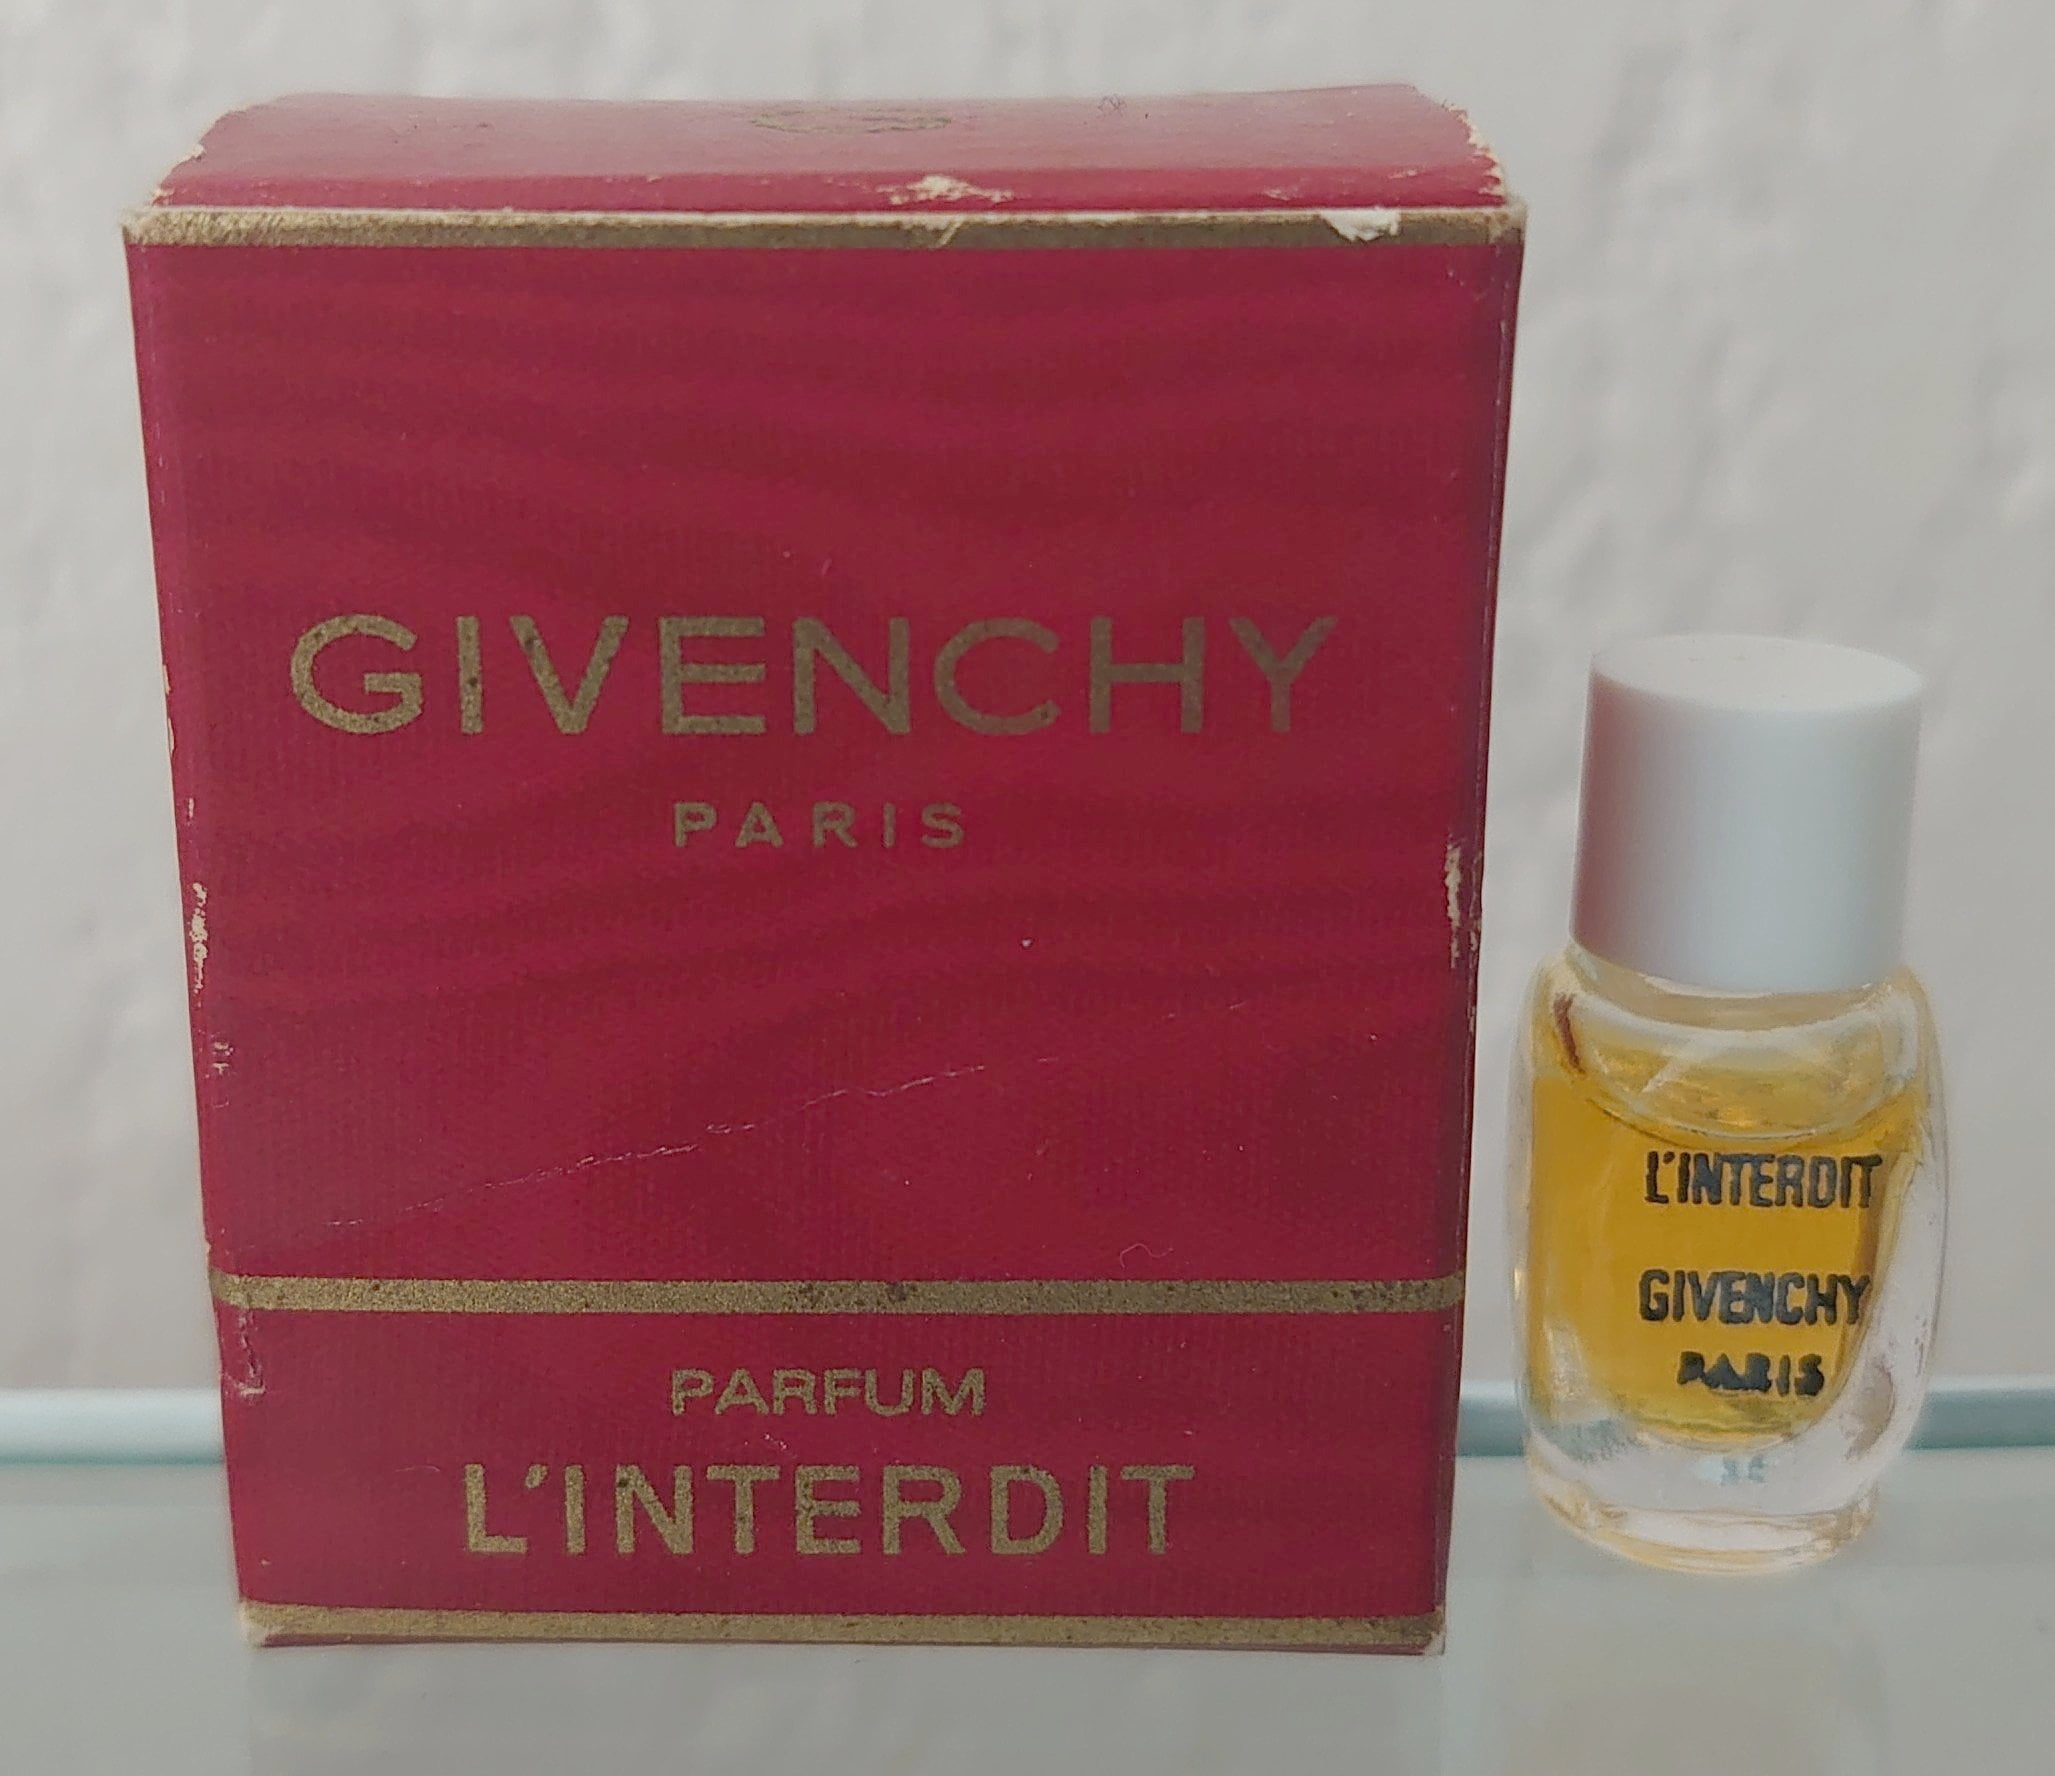 GIVENCHY
PARIS
PARFUM
L'INTERDIT
L'INTERDIT
GIVENCHY
PARIS